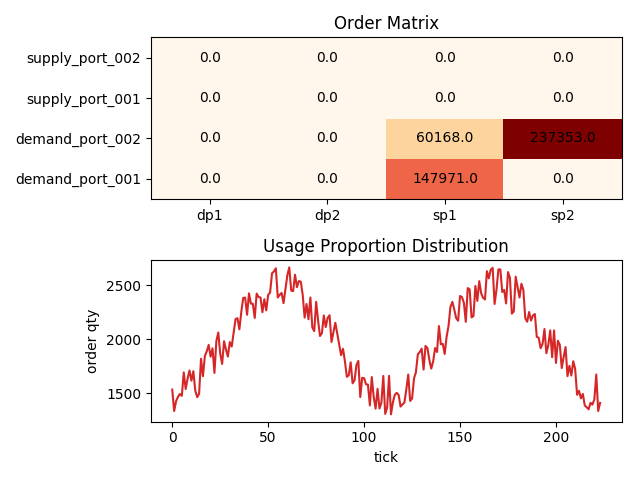 Order Matrix
supply_port_002 0.0 0.0 0.0 0.0
supply_port_001 0.0 0.0 0.0 0.0
demand_port_002 0.0 0.0 60168.0 237353.0
demand_port_001 0.0 0.0 147971.0 0.0
dp1 dp2 sp1 sp2
Usage Proportion Distribution
order qty
2500
2000
1500
0 50 100 150 200
tick